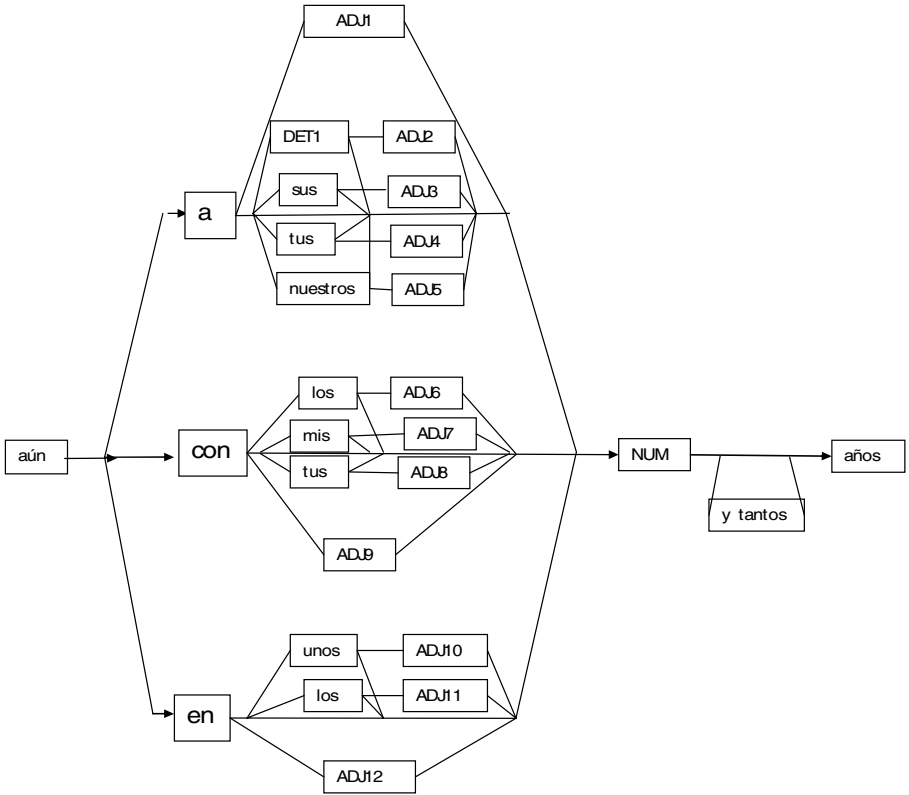 ADJ1
DET1 ADJ2
sus ADJ3
a
tus ADJ4
nuestros ADJ5
los ADJ6
mis ADJ7
aún con NUM años
tus ADJ8
y tantos
ADJ9
unos ADJ10
los ADJ11
en
ADJ12